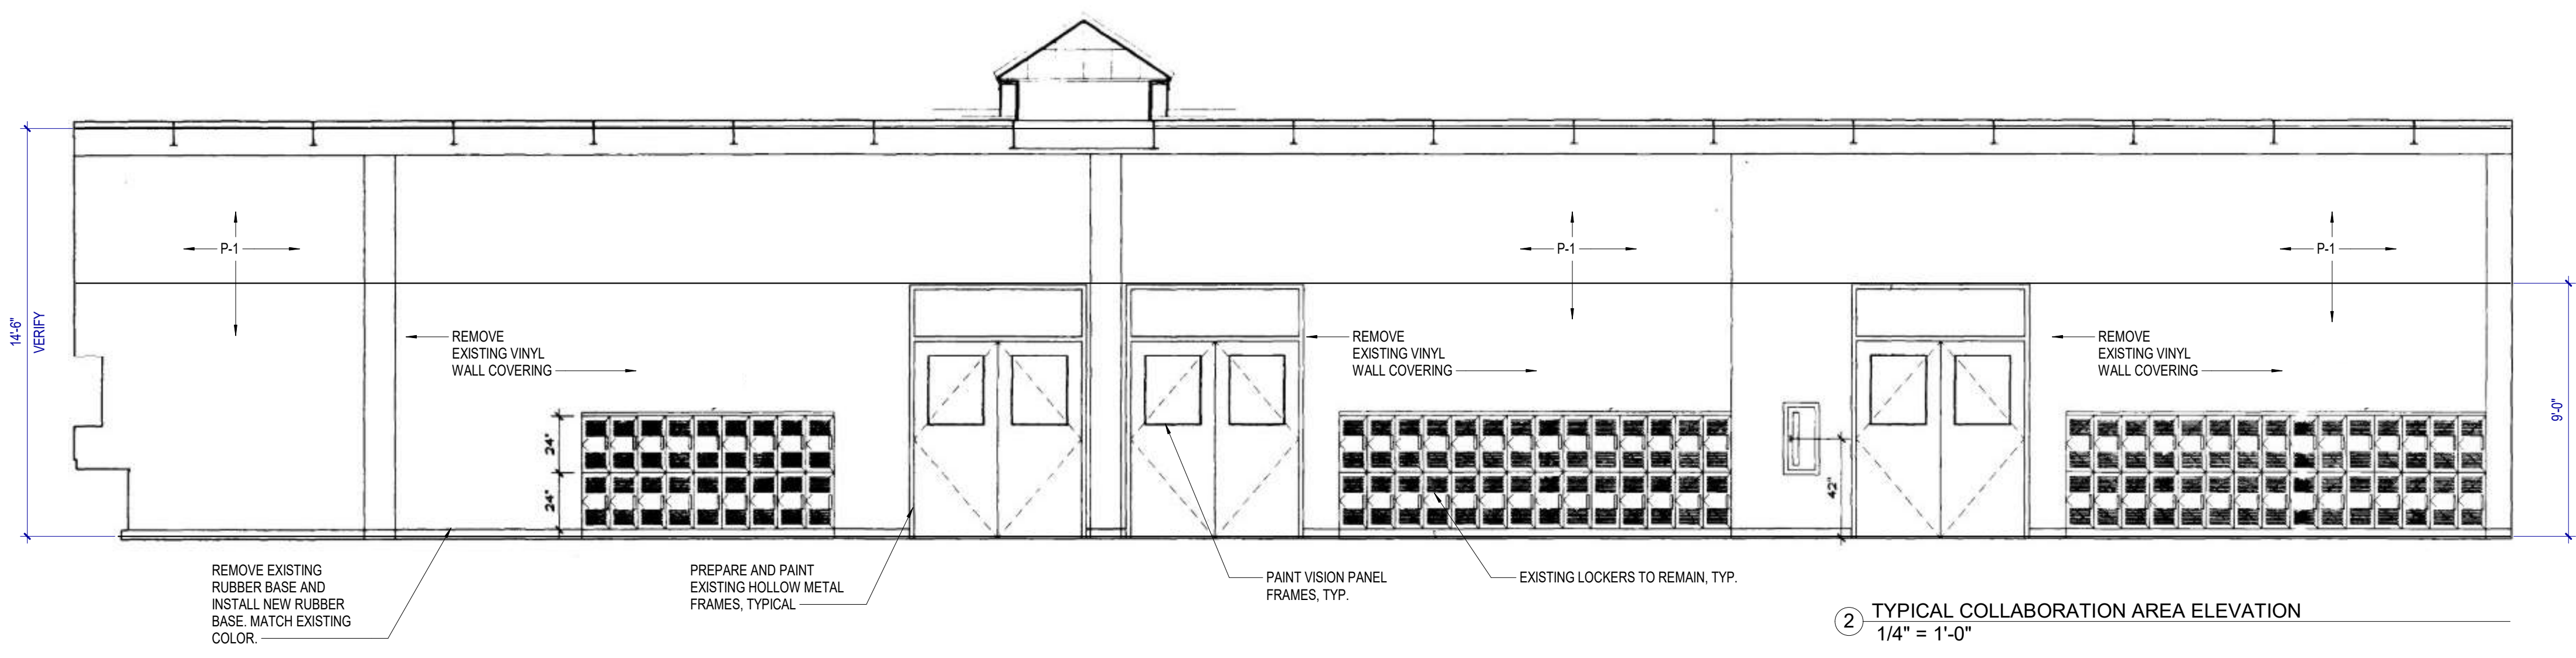 P-1
P-1
P-1
14'-6"
VERIFY
REMOVE
EXISTING VINYL
WALL COVERING
REMOVE
EXISTING VINYL
WALL COVERING
REMOVE
EXISTING VINYL
WALL COVERING
9'-0"
24"
24"
42"
REMOVE EXISTING
RUBBER BASE AND
INSTALL NEW RUBBER
BASE. MATCH EXISTING
COLOR.
PREPARE AND PAINT
EXISTING HOLLOW METAL
FRAMES, TYPICAL
PAINT VISION PANEL
FRAMES, TYP.
EXISTING LOCKERS TO REMAIN, TYP.
2 TYPICAL COLLABORATION AREA ELEVATION
1/4" = 1'-0"